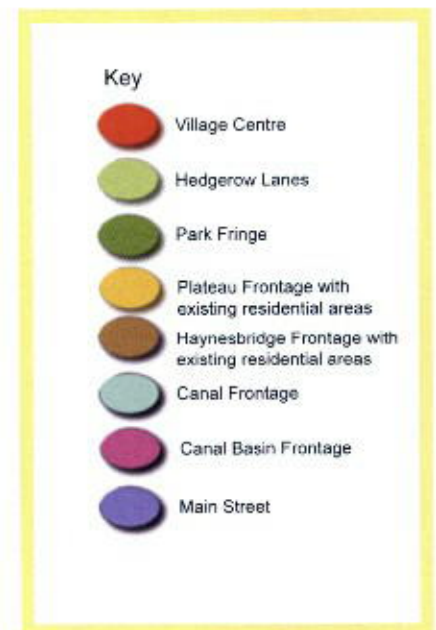 Key
Village Centre
Hedgerow Lanes
Park Fringe
Plateau Frontage with
existing residential areas
Haynesbridge Frontage with
existing residential areas
Canal Frontage
Canal Basin Frontage
Main Street